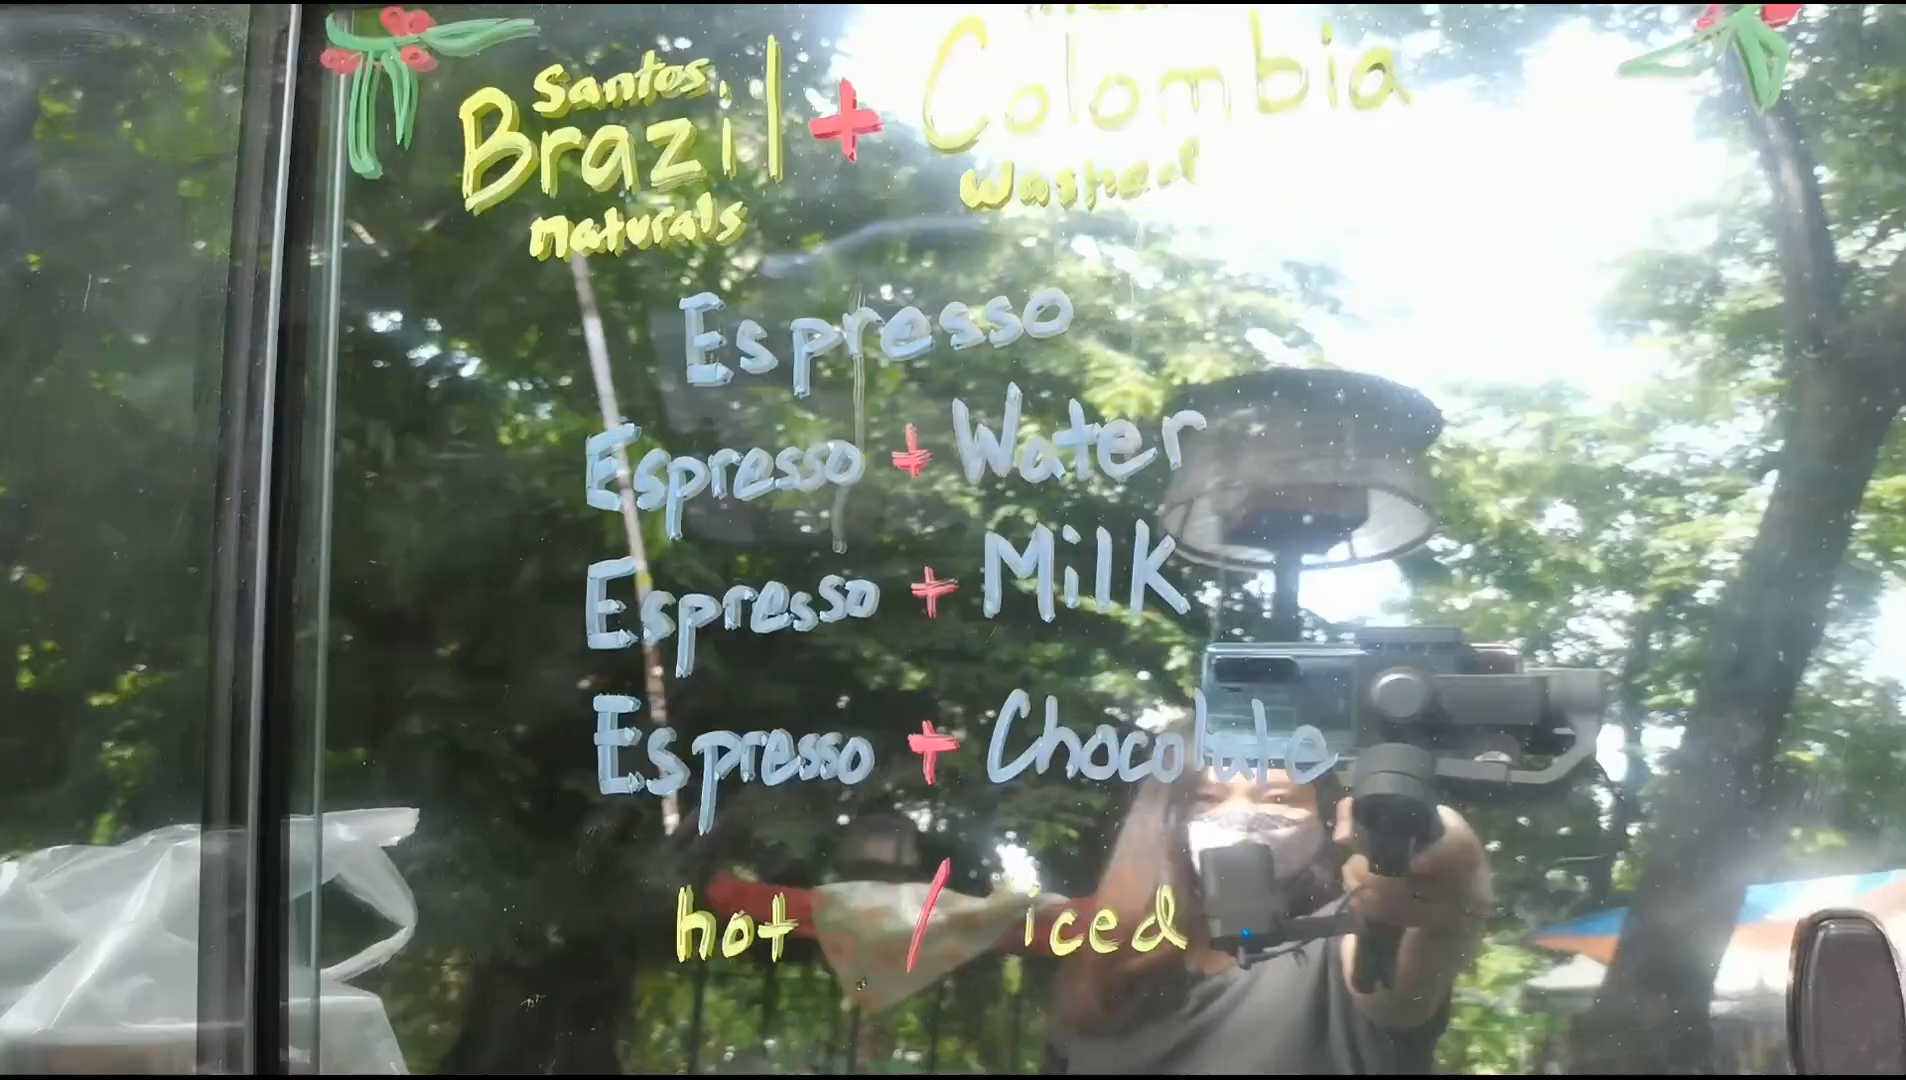 Santos,
Brazil + Colombia
naturals
washed
Espresso
Espresso + Water
Espresso + Milk
Espresso + Chocolate
hot / iced